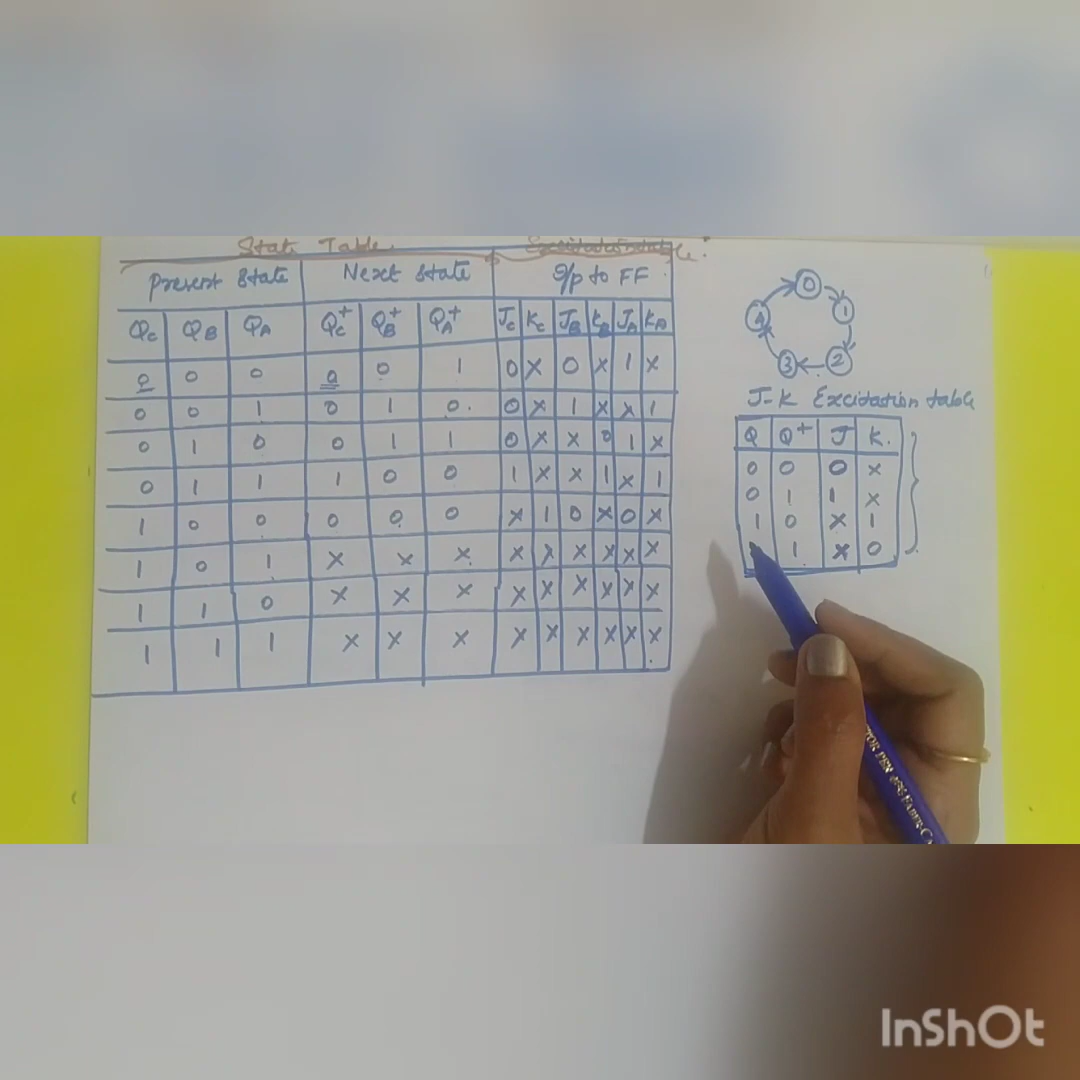 State Table
Present State Next State I/p to FF
QC QB QA QC+ QB+ QA+ JC KC JB KB JA KA
0 0 0 0 0 1 0 X 0 X 1 X
0 0 1 0 1 0 0 X 1 X X 1
0 1 0 0 1 1 0 X X 0 1 X
0 1 1 1 0 0 1 X X 1 X 1
1 0 0 0 0 0 X 1 0 X 0 X
1 0 1 X X X X X X X X X
1 1 0 X X X X X X X X X
1 1 1 X X X X X X X X X
0 1 2 3 4
J-K Excitation table
Q Q+ J K
0 0 0 X
0 1 1 X
1 0 X 1
1 X 0
TOR PEN
FABER CA
InShOt